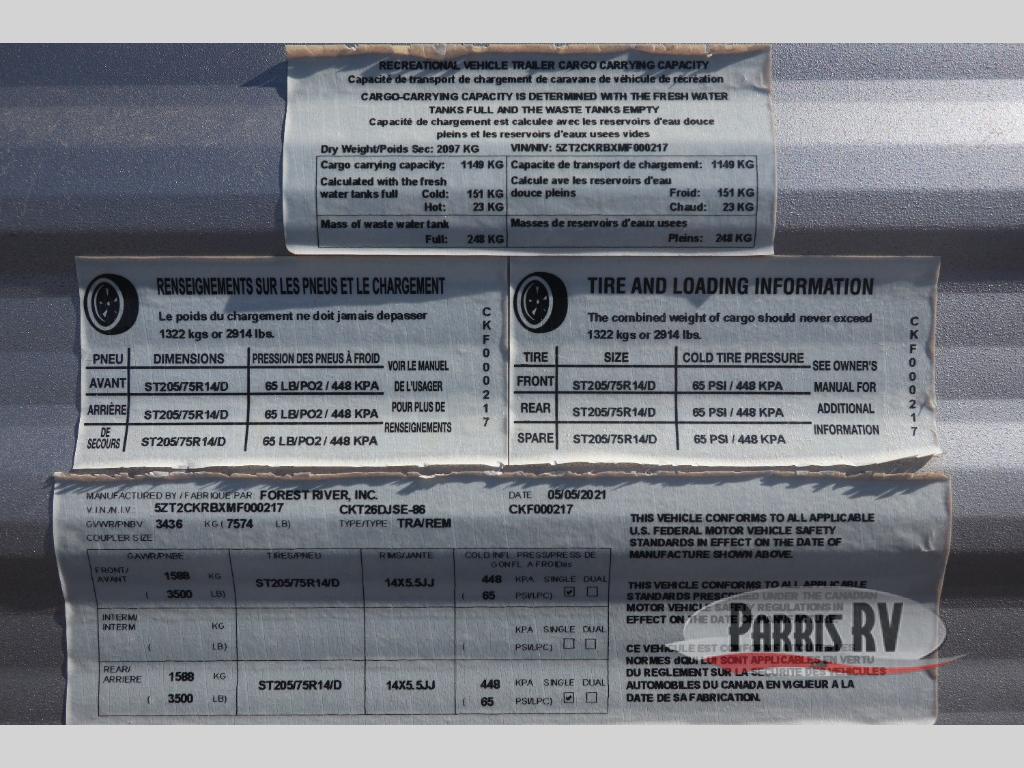 RECREATIONAL VEHICLE TRAILER CARGO CARRYING CAPACITY
Capacité de transport de chargement de caravane de véhicule de récréation
CARGO-CARRYING CAPACITY IS DETERMINED WITH THE FRESH WATER
TANKS FULL AND THE WASTE TANKS EMPTY
Capacité de chargement est calculee avec les reservoirs d'eau douce
pleins et les reservoirs d'eaux usees vides
Dry Weight/Poids Sec: 2097 KG VIN/NIV: 5ZT2CKRBXMF000217
Cargo carrying capacity: 1149 KG Capacite de transport de chargement: 1149 KG
Calculated with the fresh Calcule ave les reservoirs d'eau
water tanks full Cold: 151 KG douce pleins Froid: 151 KG
Hot: 23 KG Chaud: 23 KG
Mass of waste water tank Masses de reservoirs d'eaux usees
Full: 248 KG Pleins: 248 KG
RENSEIGNEMENTS SUR LES PNEUS ET LE CHARGEMENT
Le poids du chargement ne doit jamais depasser
1322 kgs or 2914 lbs.
PNEU DIMENSIONS PRESSION DES PNEUS À FROID VOIR LE MANUEL
AVANT ST205/75R14/D 65 LB/PO2 / 448 KPA DE L'USAGER
ARRIÈRE ST205/75R14/D 65 LB/PO2 / 448 KPA POUR PLUS DE
DE SECOURS ST205/75R14/D 65 LB/PO2 / 448 KPA RENSEIGNEMENTS
CKF000217
TIRE AND LOADING INFORMATION
The combined weight of cargo should never exceed
1322 kgs or 2914 lbs.
TIRE SIZE COLD TIRE PRESSURE SEE OWNER'S
FRONT ST205/75R14/D 65 PSI / 448 KPA MANUAL FOR
REAR ST205/75R14/D 65 PSI / 448 KPA ADDITIONAL
SPARE ST205/75R14/D 65 PSI / 448 KPA INFORMATION
CKF000217
MANUFACTURED BY / FABRIQUE PAR FOREST RIVER, INC. DATE 05/05/2021
V.I.N./N.I.V.: 5ZT2CKRBXMF000217 CKT26DJSE-86 CKF000217
GVWR/PNBV 3436 KG ( 7574 LB) TYPE/TYPE TRA/REM
COUPLER SIZE
GAWR/PNBE TIRES/PNEU RIMS/JANTE COLD INFL. PRESS/PRESS DE
GONFL. A FROID
FRONT/
AVANT 1588 KG ST205/75R14/D 14X5.5JJ 448 KPA SINGLE DUAL
( 3500 LB) ( 65 PSI/LPC)
INTERM/
INTERM KG KPA SINGLE DUAL
( LB) PSI/LPC)
REAR/
ARRIERE 1588 KG ST205/75R14/D 14X5.5JJ 448 KPA SINGLE DUAL
( 3500 LB) ( 65 PSI/LPC)
THIS VEHICLE CONFORMS TO ALL APPLICABLE
U.S. FEDERAL MOTOR VEHICLE SAFETY
STANDARDS IN EFFECT ON THE DATE OF
MANUFACTURE SHOWN ABOVE.
THIS VEHICLE CONFORMS TO ALL APPLICABLE
STANDARDS PRESCRIBED UNDER THE CANADIAN
MOTOR VEHICLE SAFETY REGULATIONS IN
EFFECT ON THE DATE OF
CE VEHICULE EST CONFORME
NORMES QUI LUI SONT APPLICABLES EN VERTU
DU REGLEMENT SUR LA SECURITE DES VEHICULES
AUTOMOBILES DU CANADA EN VIGUEUR A LA
DATE DE SA FABRICATION.
PARRIS RV